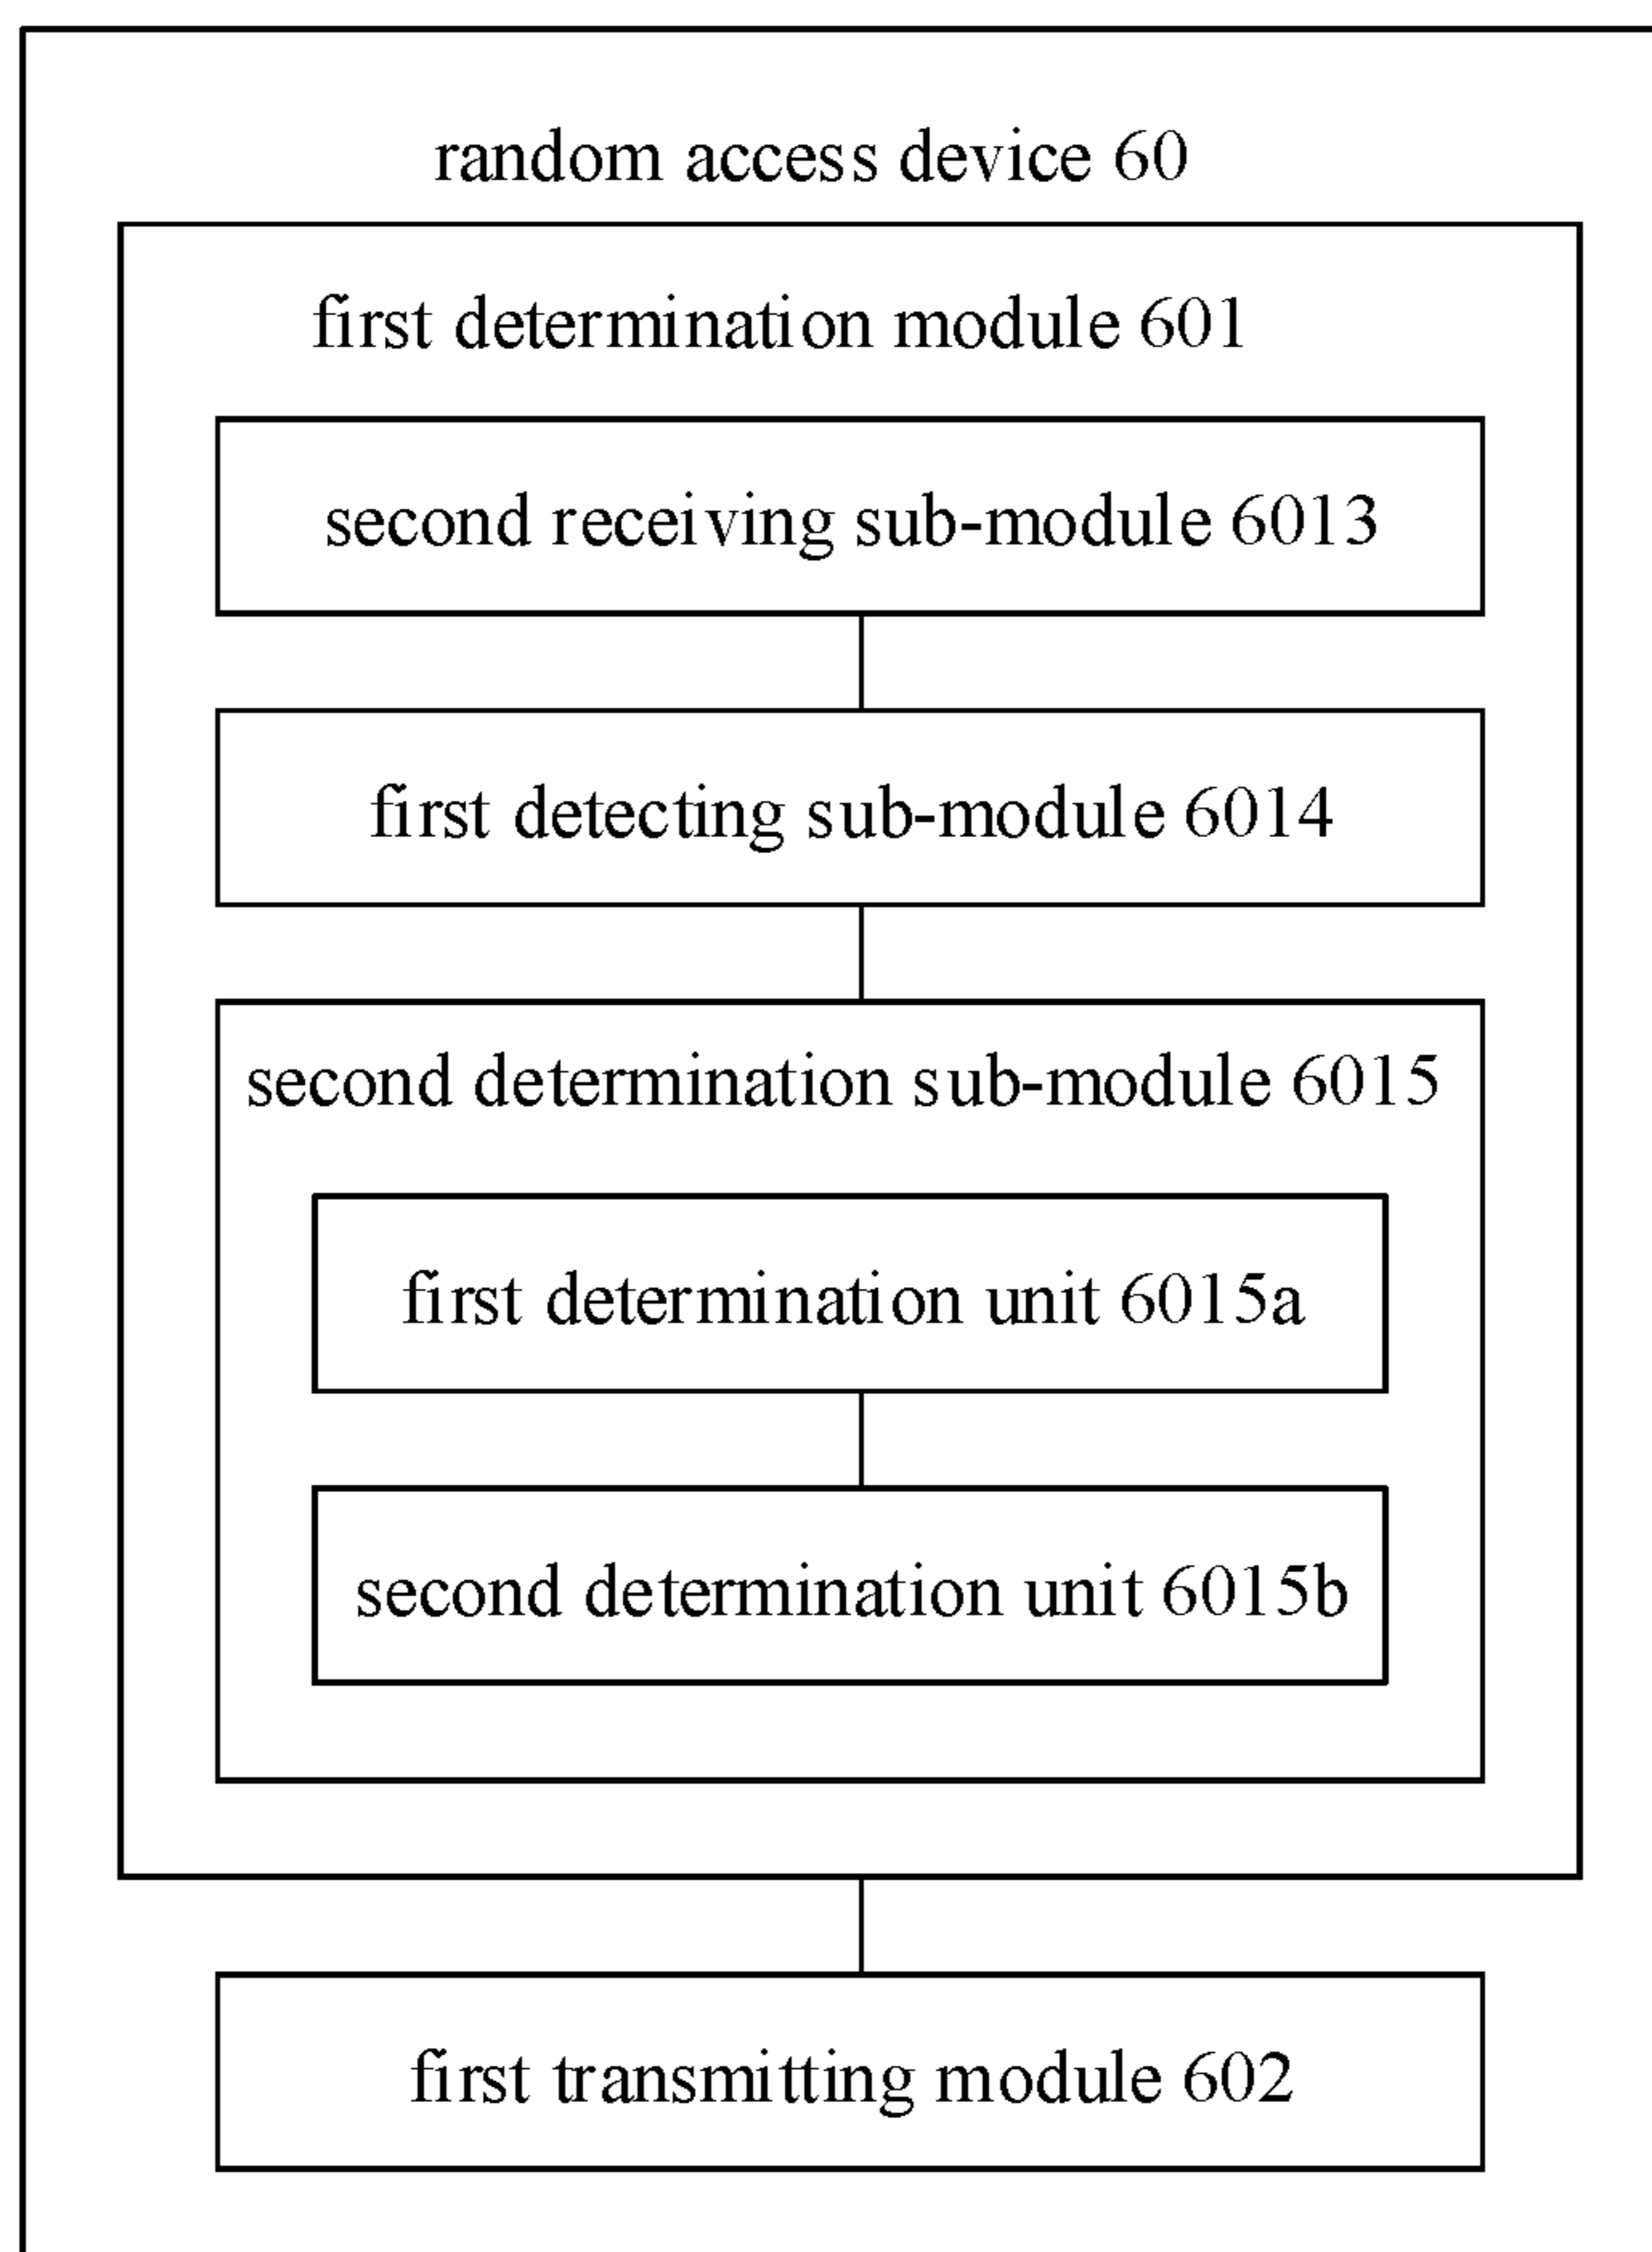 random access device 60
first determination module 601
second receiving sub-module 6013
first detecting sub-module 6014
second determination sub-module 6015
first determination unit 6015a
second determination unit 6015b
first transmitting module 602